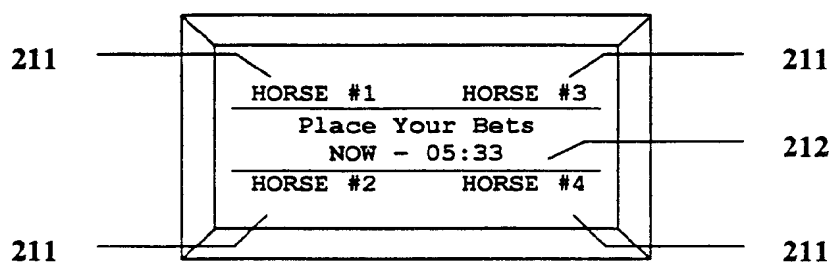 211 211
HORSE #1 HORSE #3
Place Your Bets
NOW - 05:33
212
HORSE #2 HORSE #4
211 211